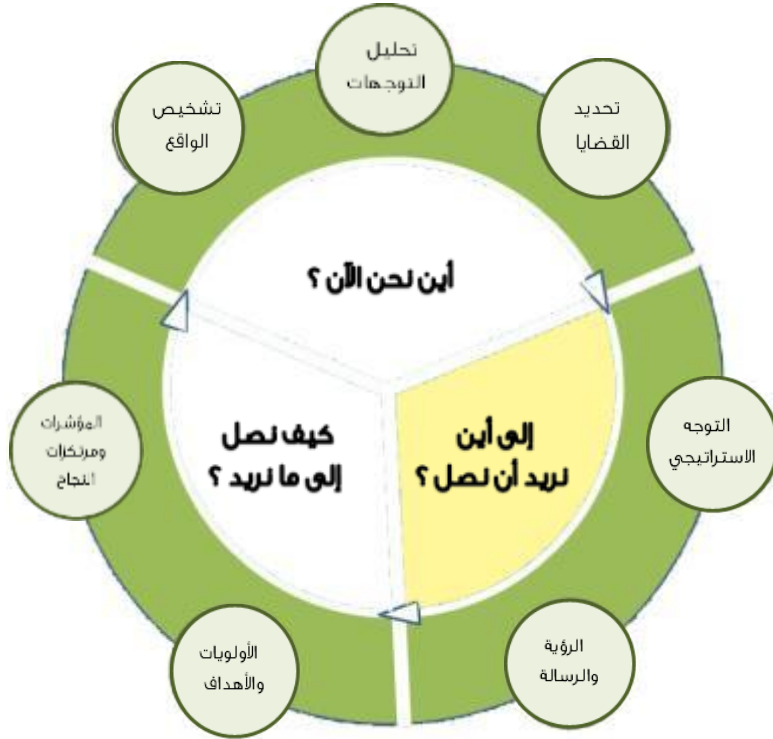 تحليل
التوجهات
تحديد
القضايا
تشخيص
الواقع
أين نحن الآن ؟
إلى أين
نريد أن نصل ؟
كيف نصل
إلى ما نريد ؟
التوجه
الاستراتيجي
المؤشرات
ومرتكزات
النجاح
الرؤية
والرسالة
الأولويات
والأهداف